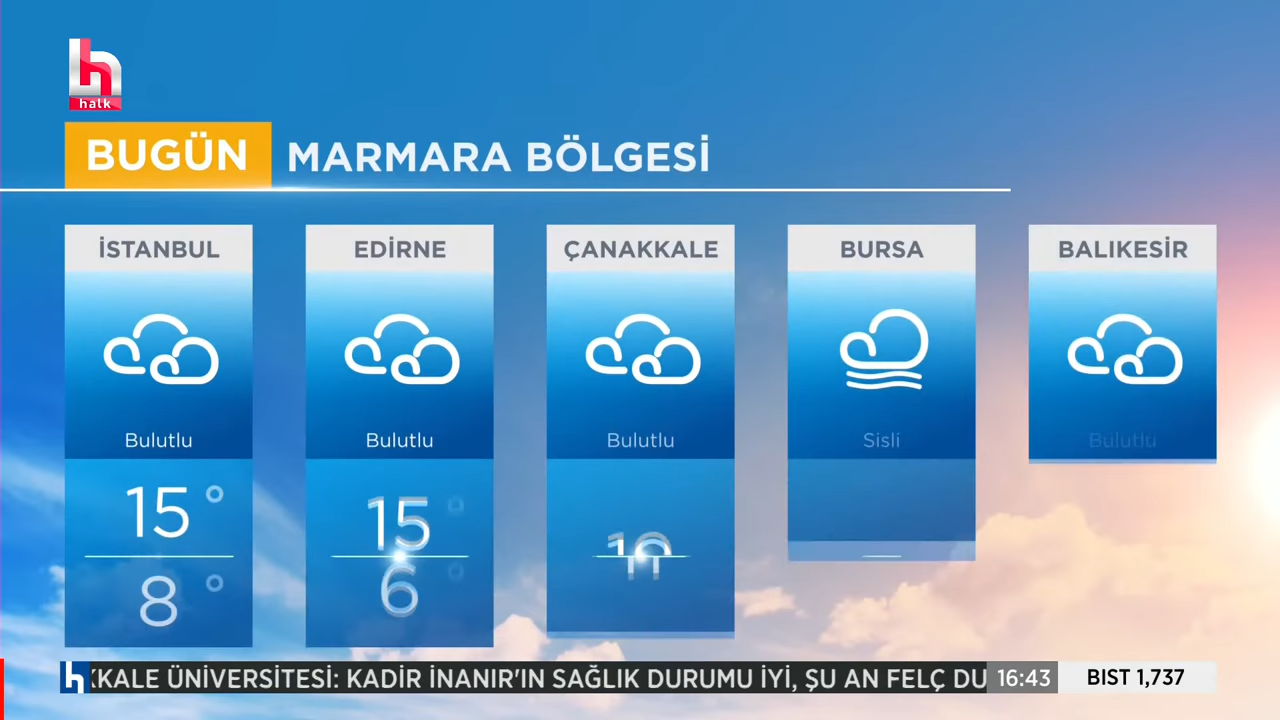 halk
BUGÜN MARMARA BÖLGESİ
İSTANBUL
Bulutlu
15°
8°
EDİRNE
Bulutlu
15°
6°
ÇANAKKALE
Bulutlu
BURSA
Sisli
BALIKESİR
Bulutlu
KKALE ÜNİVERSİTESİ: KADİR İNANIR'IN SAĞLIK DURUMU İYİ, ŞU AN FELÇ DU 16:43 BIST 1,737